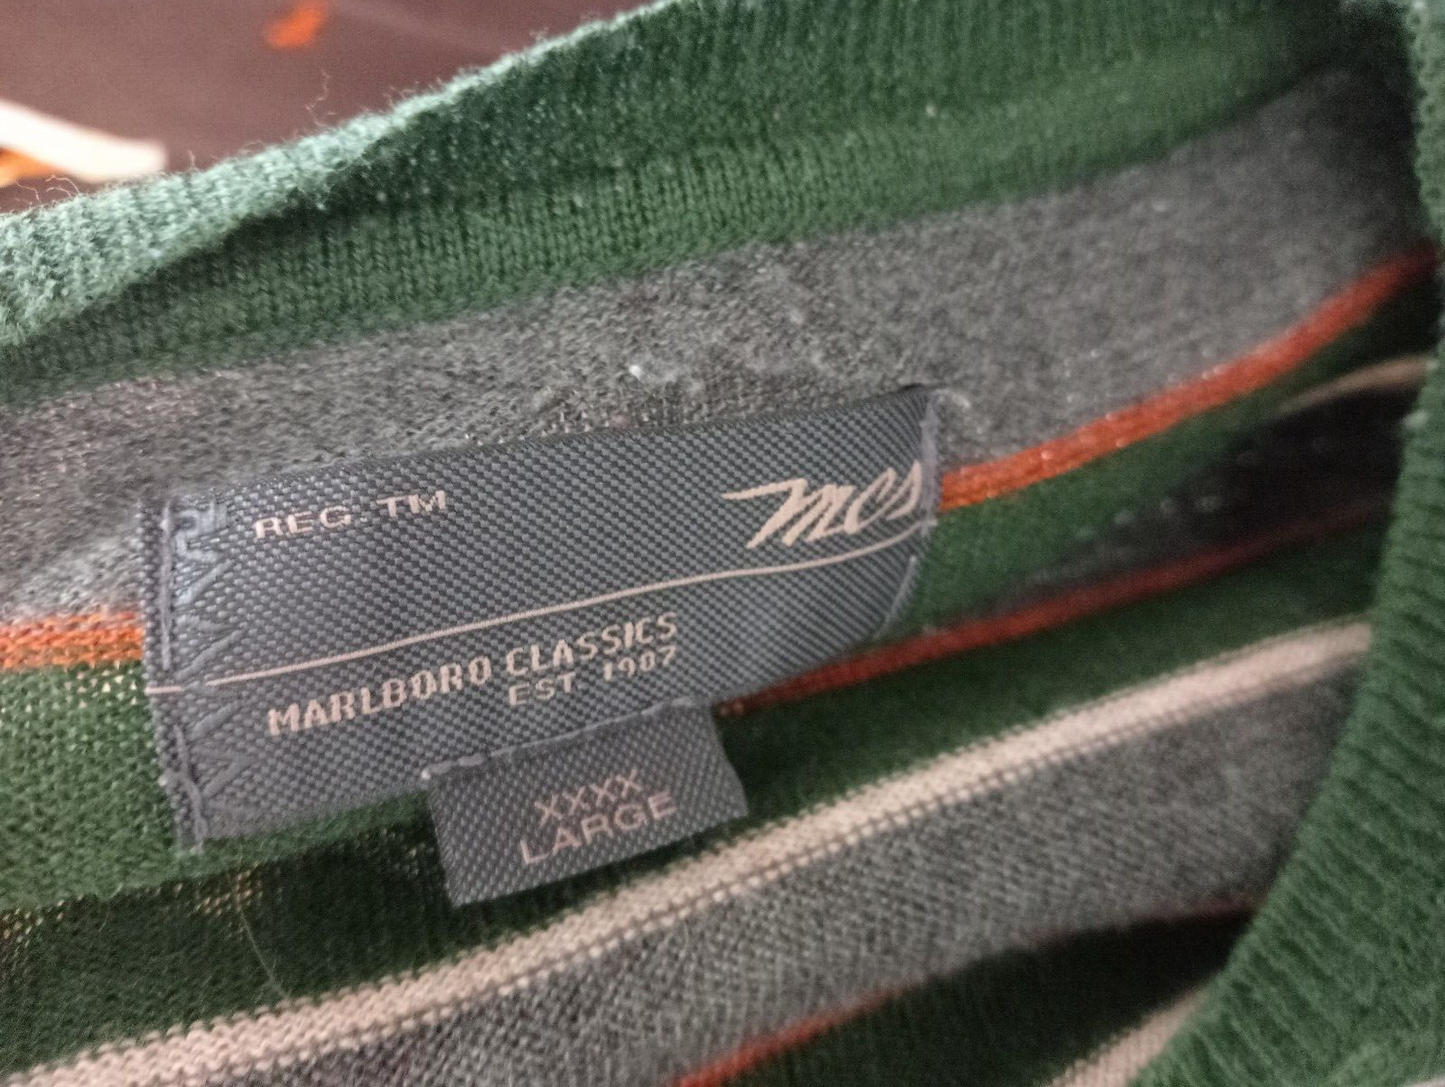 REG. TM
mcs
MARLBORO CLASSICS
EST. 1987
XXXX
LARGE